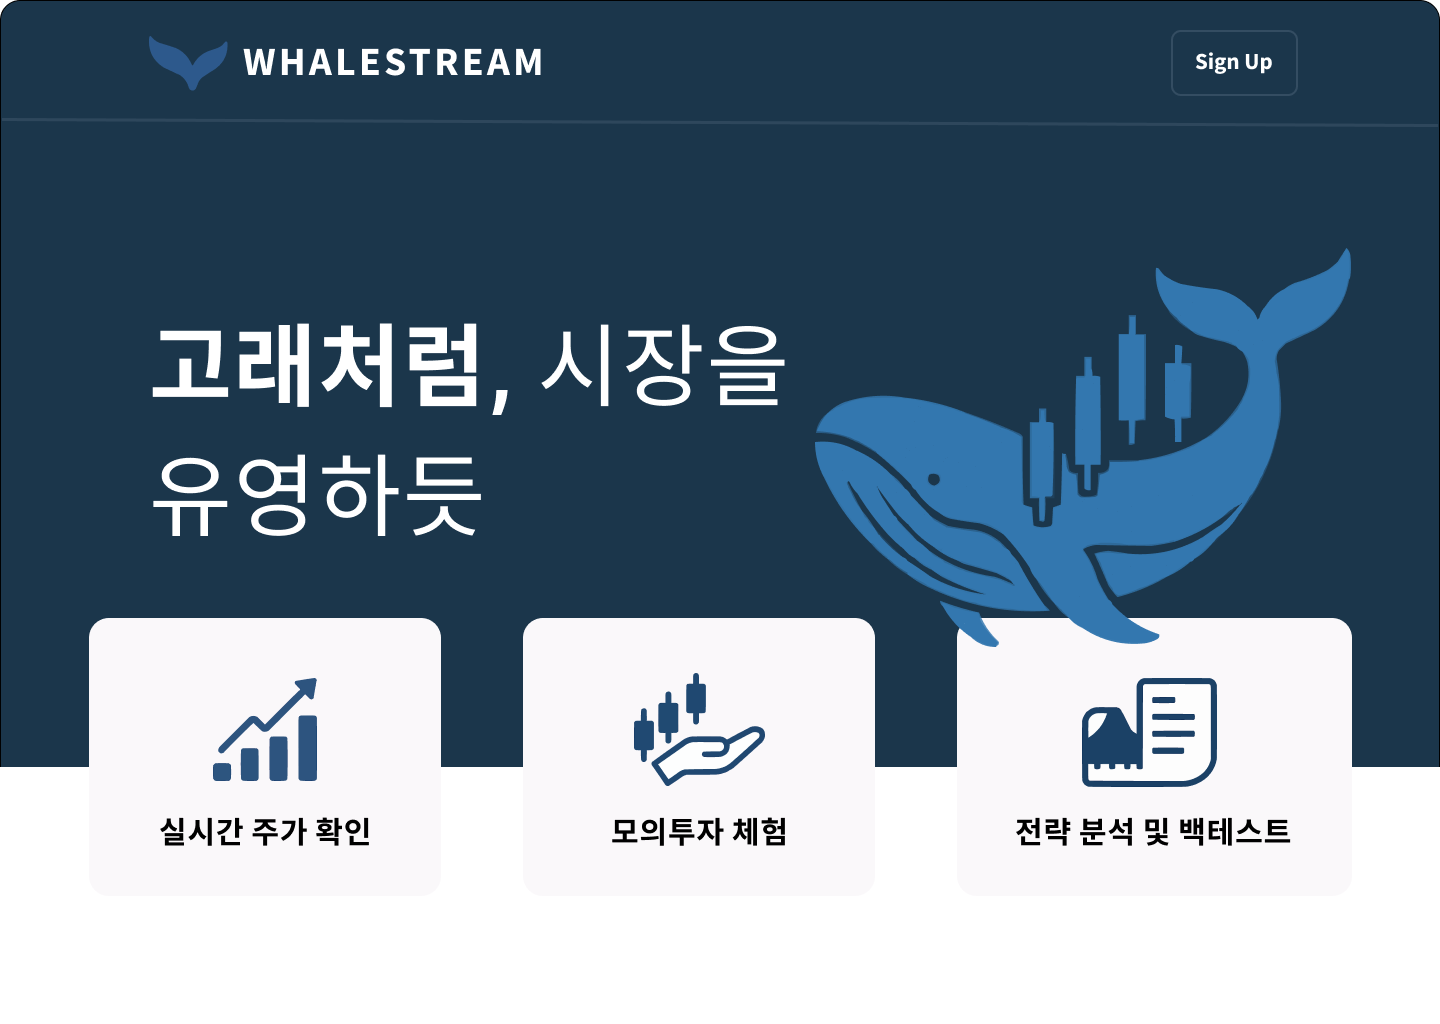 WHALESTREAM
Sign Up
고래처럼, 시장을
유영하듯
실시간 주가 확인
모의투자 체험
전략 분석 및 백테스트